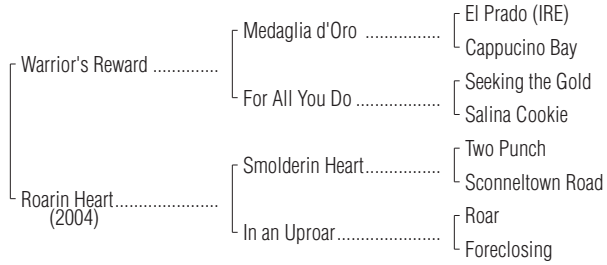 El Prado (IRE)
Medaglia d'Oro ................
Cappucino Bay
Warrior's Reward .............
Seeking the Gold
For All You Do ..................
Salina Cookie
Two Punch
Smolderin Heart................
Sconneltown Road
Roarin Heart....................
(2004)
Roar
In an Uproar......................
Foreclosing